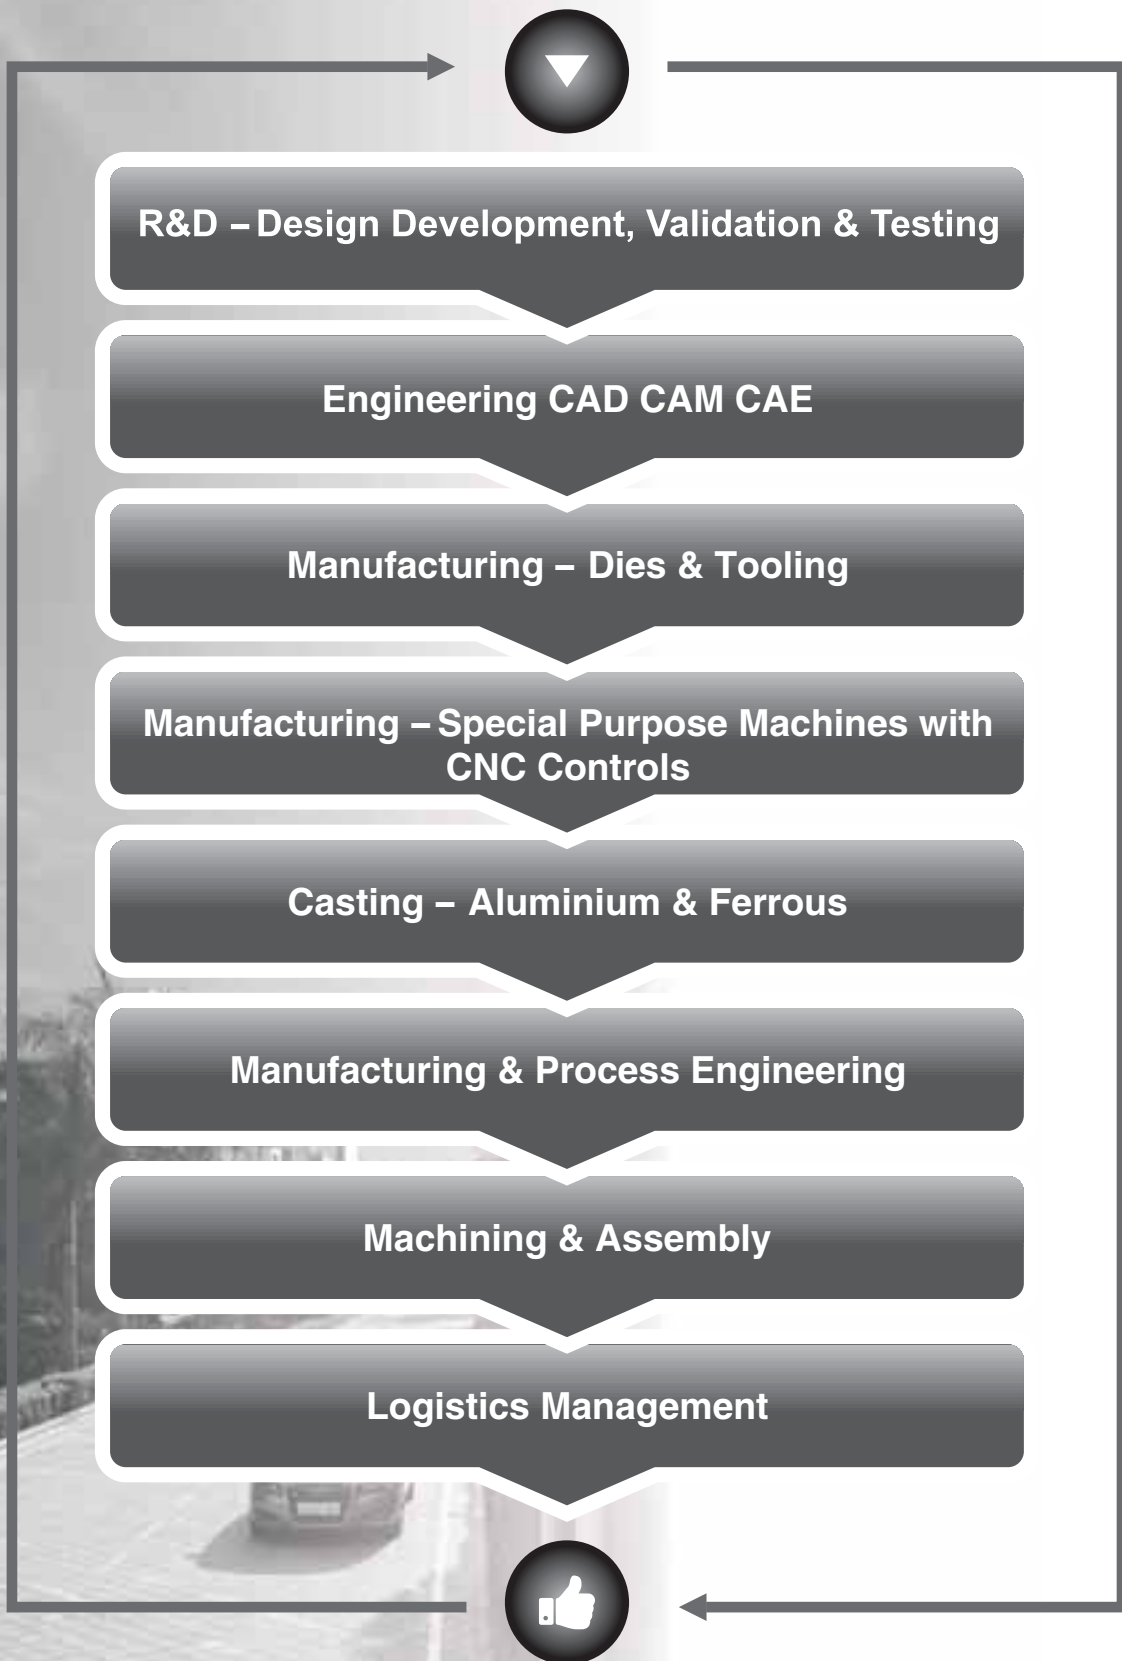 R&D – Design Development, Validation & Testing
Engineering CAD CAM CAE
Manufacturing – Dies & Tooling
Manufacturing – Special Purpose Machines with
CNC Controls
Casting – Aluminium & Ferrous
Manufacturing & Process Engineering
Machining & Assembly
Logistics Management